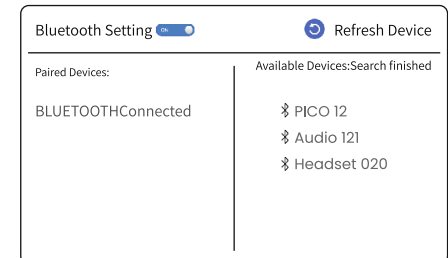 Bluetooth Setting ON
Refresh Device
Paired Devices:
BLUETOOTHConnected
Available Devices:Search finished
PICO 12
Audio 121
Headset 020